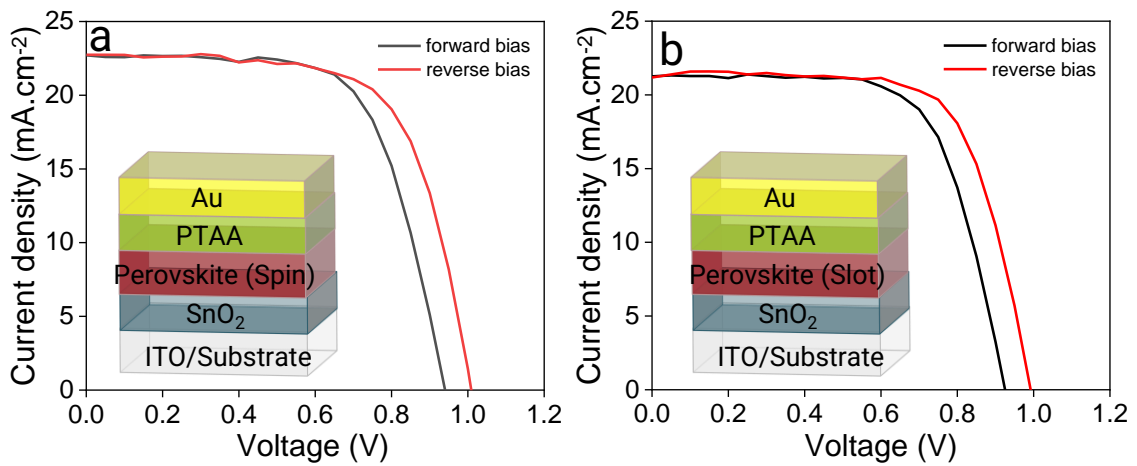 a
forward bias
reverse bias
Current density (mA.cm⁻²)
25
20
15
10
5
0
Au
PTAA
Perovskite (Spin)
SnO₂
ITO/Substrate
0.0 0.2 0.4 0.6 0.8 1.0 1.2
Voltage (V)
b
forward bias
reverse bias
Current density (mA.cm⁻²)
25
20
15
10
5
0
Au
PTAA
Perovskite (Slot)
SnO₂
ITO/Substrate
0.0 0.2 0.4 0.6 0.8 1.0 1.2
Voltage (V)